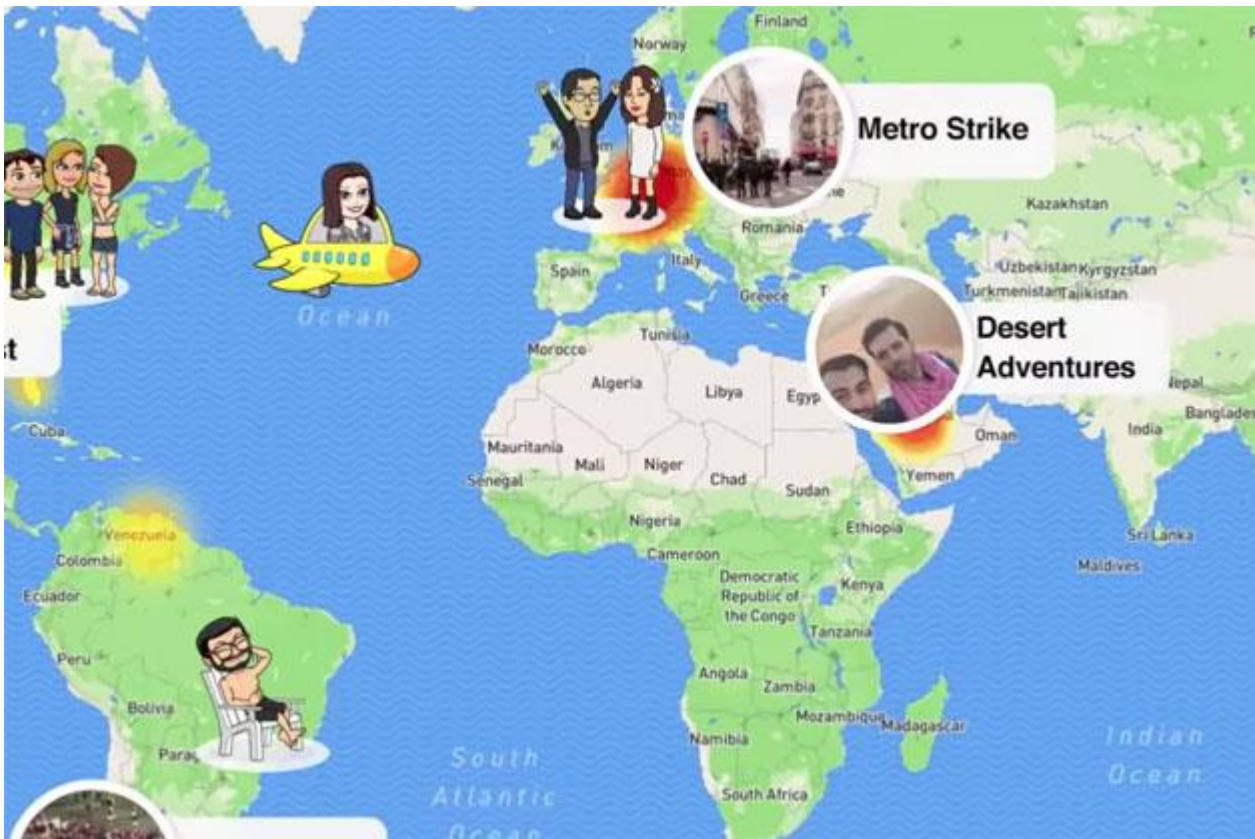 Finland
Norway
Metro Strike
Kazakhstan
Romania
Uzbekistan Kyrgyzstan
Italy
Spain
Turkmenistan Tajikistan
Greece
Ocean
Desert
Adventures
Tunisia
Morocco
Algeria
Libya
Egyp
Nepal
Banglade
Cuba
India
Oman
Mauritania
Mali
Niger
Chad
Yemen
Senegal
Sudan
Nigeria
Ethiopia
Venezuela
Sri Lanka
Colombia
Cameroon
Maldives
Democratic
Republic of
the Congo
Kenya
Ecuador
Tanzania
Peru
Angola
Zambia
Bolivia
Mozambique
Madagascar
Namibia
Parag
Indian
Ocean
South
Atlantic
Ocean
South Africa